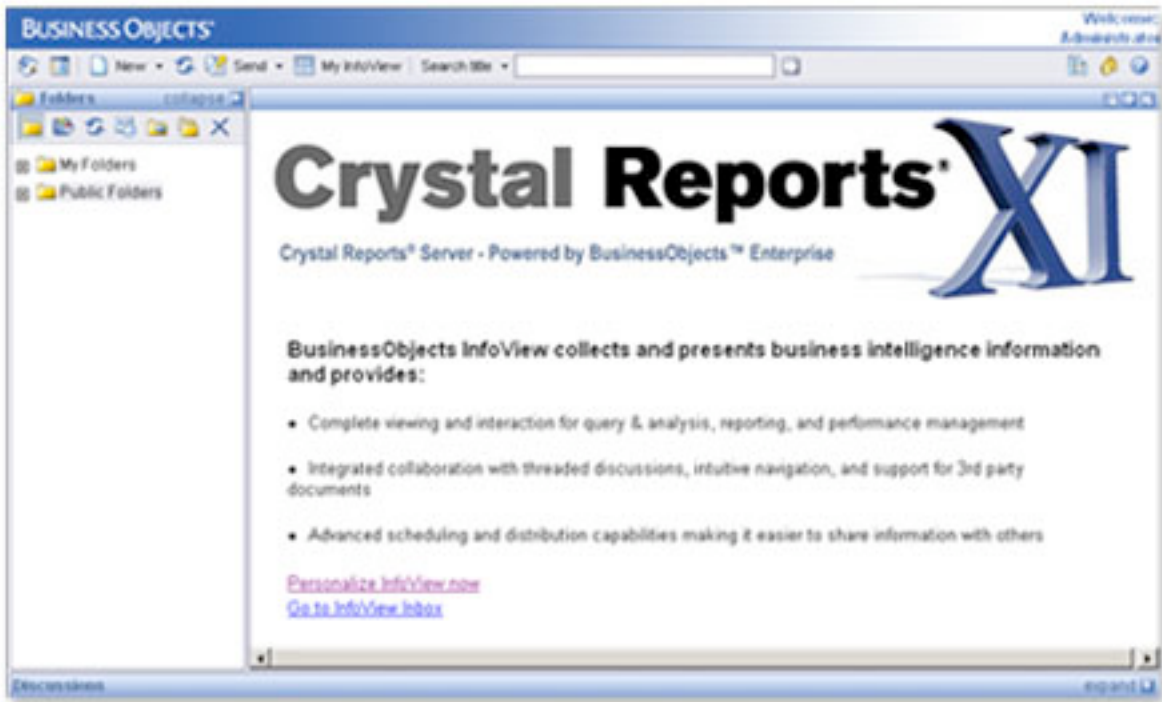 BUSINESS OBJECTS®
Welcome:
Administrator
New Send My InfoView Search title
Folders collapse
My Folders
Public Folders
Crystal Reports® XI
Crystal Reports® Server - Powered by BusinessObjects™ Enterprise
BusinessObjects InfoView collects and presents business intelligence information
and provides:
• Complete viewing and interaction for query & analysis, reporting, and performance management
• Integrated collaboration with threaded discussions, intuitive navigation, and support for 3rd party
documents
• Advanced scheduling and distribution capabilities making it easier to share information with others
Personalize InfoView now
Go to InfoView Inbox
Discussions expand